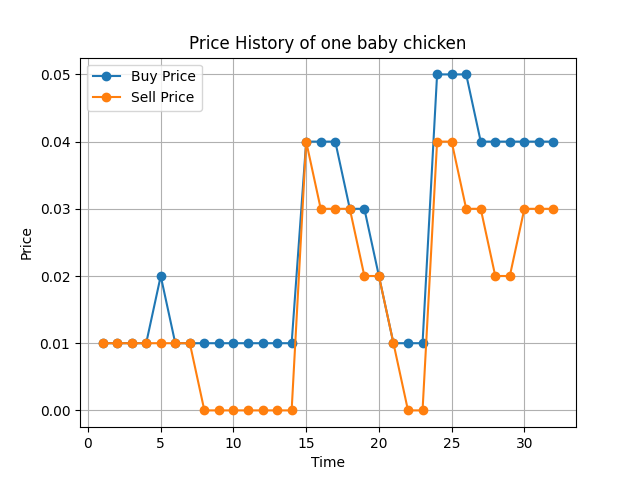 Price History of one baby chicken
Buy Price
Sell Price
0.05
0.04
0.03
0.02
0.01
0.00
Price
0 5 10 15 20 25 30
Time